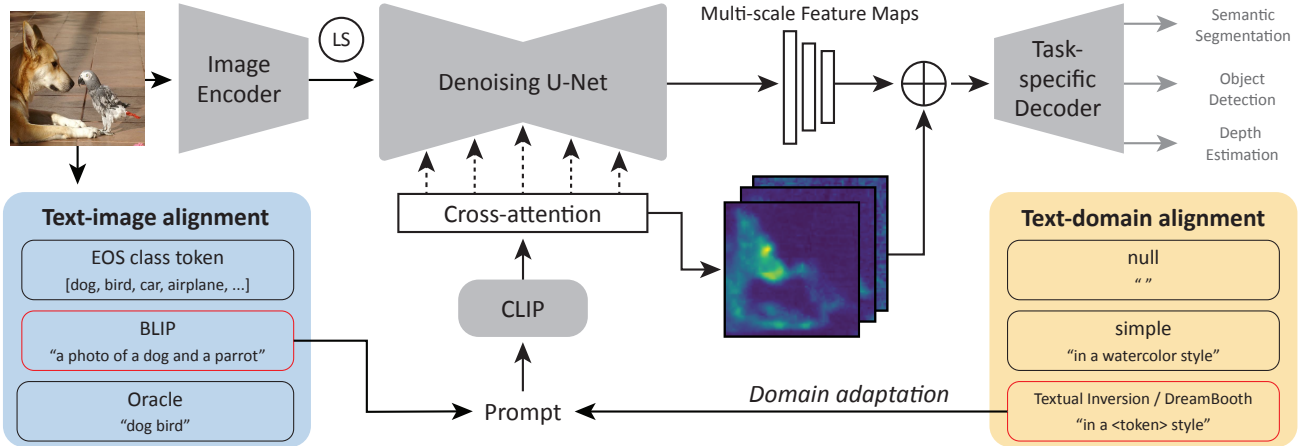 Image
Encoder
LS
Denoising U-Net
Multi-scale Feature Maps
Task-
specific
Decoder
Semantic
Segmentation
Object
Detection
Depth
Estimation
Cross-attention
CLIP
Prompt
Text-image alignment
EOS class token
[dog, bird, car, airplane, ...]
BLIP
“a photo of a dog and a parrot”
Oracle
“dog bird”
Domain adaptation
Text-domain alignment
null
“ ”
simple
“in a watercolor style”
Textual Inversion / DreamBooth
“in a <token> style”